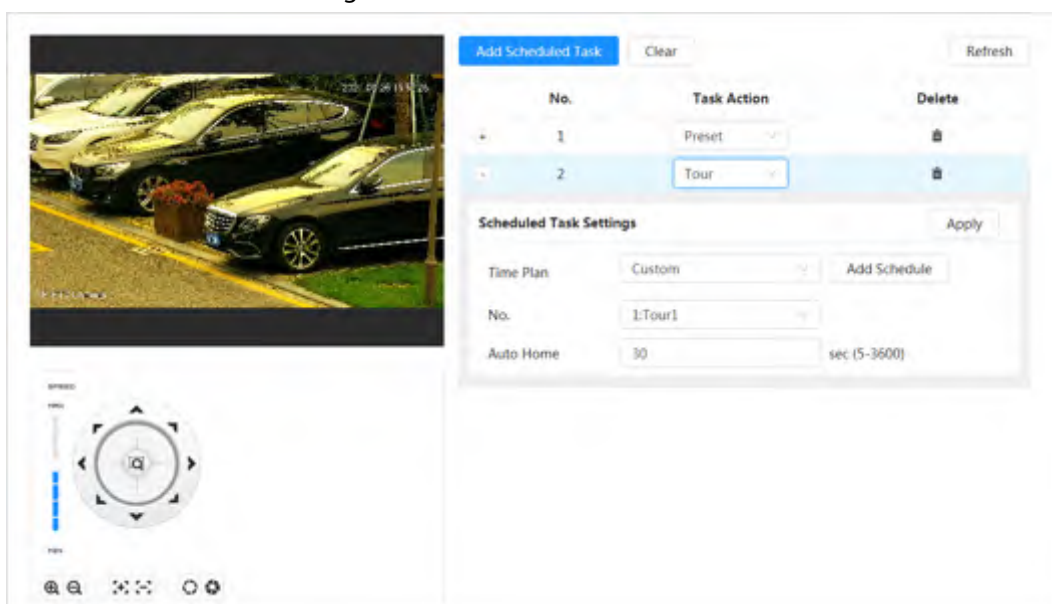 Add Scheduled Task
Clear
Refresh
No.
Task Action
Delete
+
1
Preset
-
2
Tour
Scheduled Task Settings
Apply
Time Plan
Custom
Add Schedule
No.
1:Tour1
Auto Home
30
sec (5-3600)
SPEED